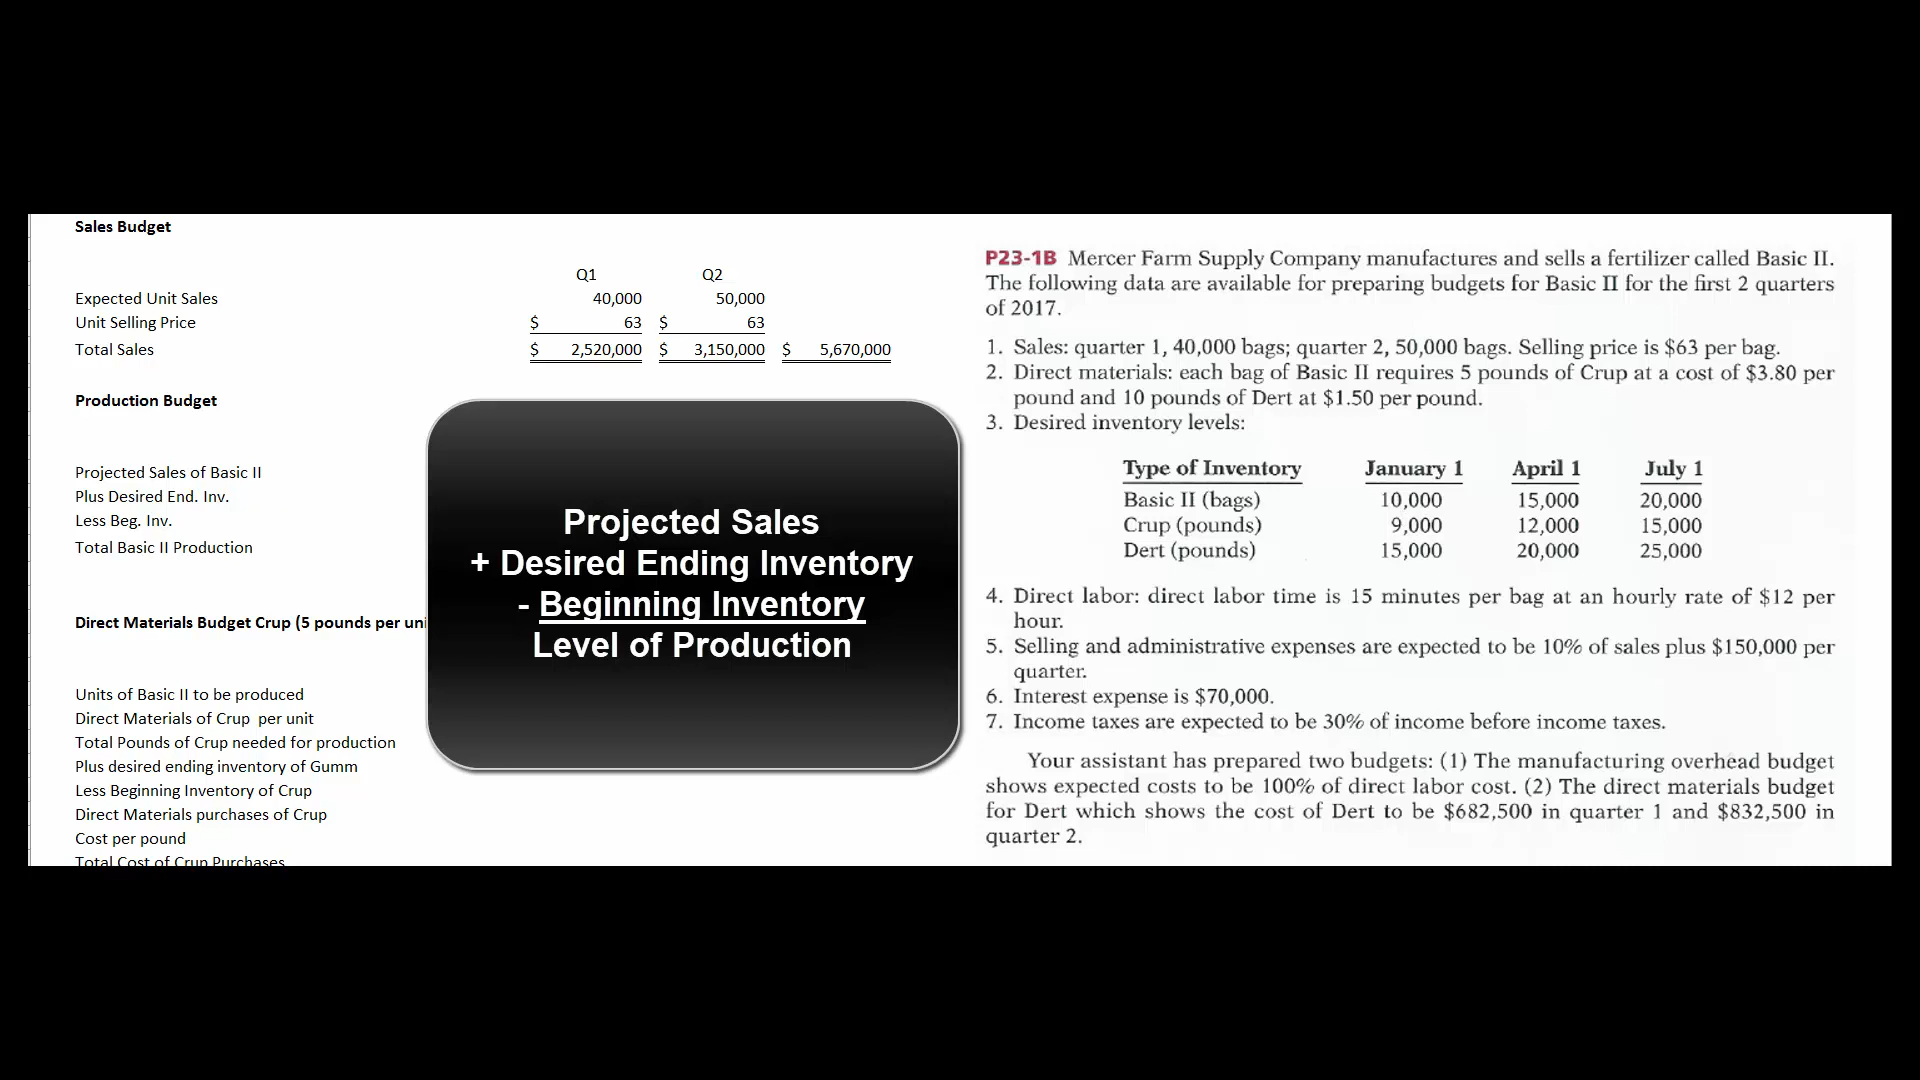 Sales Budget
Q1 Q2
Expected Unit Sales 40,000 50,000
Unit Selling Price $ 63 $ 63
Total Sales $ 2,520,000 $ 3,150,000 $ 5,670,000
Production Budget
Projected Sales of Basic II
Plus Desired End. Inv.
Less Beg. Inv.
Total Basic II Production
Direct Materials Budget Crup (5 pounds per uni
Units of Basic II to be produced
Direct Materials of Crup per unit
Total Pounds of Crup needed for production
Plus desired ending inventory of Gumm
Less Beginning Inventory of Crup
Direct Materials purchases of Crup
Cost per pound
Total Cost of Crup Purchases
Projected Sales
+ Desired Ending Inventory
- Beginning Inventory
Level of Production
P23-1B Mercer Farm Supply Company manufactures and sells a fertilizer called Basic II.
The following data are available for preparing budgets for Basic II for the first 2 quarters
of 2017.
1. Sales: quarter 1, 40,000 bags; quarter 2, 50,000 bags. Selling price is $63 per bag.
2. Direct materials: each bag of Basic II requires 5 pounds of Crup at a cost of $3.80 per
pound and 10 pounds of Dert at $1.50 per pound.
3. Desired inventory levels:
Type of Inventory January 1 April 1 July 1
Basic II (bags) 10,000 15,000 20,000
Crup (pounds) 9,000 12,000 15,000
Dert (pounds) 15,000 20,000 25,000
4. Direct labor: direct labor time is 15 minutes per bag at an hourly rate of $12 per
hour.
5. Selling and administrative expenses are expected to be 10% of sales plus $150,000 per
quarter.
6. Interest expense is $70,000.
7. Income taxes are expected to be 30% of income before income taxes.
Your assistant has prepared two budgets: (1) The manufacturing overhead budget
shows expected costs to be 100% of direct labor cost. (2) The direct materials budget
for Dert which shows the cost of Dert to be $682,500 in quarter 1 and $832,500 in
quarter 2.